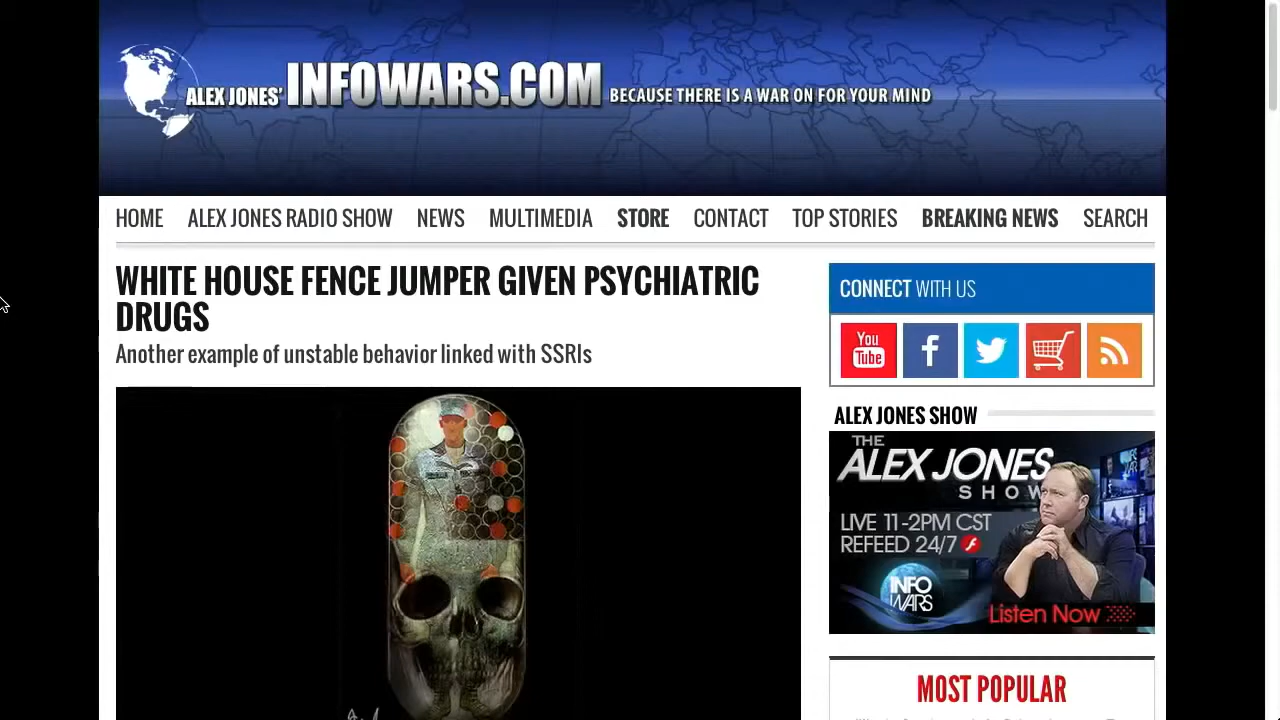 ALEX JONES' INFOWARS.COM BECAUSE THERE IS A WAR ON FOR YOUR MIND
HOME ALEX JONES RADIO SHOW NEWS MULTIMEDIA STORE CONTACT TOP STORIES BREAKING NEWS SEARCH
WHITE HOUSE FENCE JUMPER GIVEN PSYCHIATRIC
DRUGS
Another example of unstable behavior linked with SSRIs
CONNECT WITH US
You
Tube
ALEX JONES SHOW
THE
ALEX JONES
SHOW
LIVE 11-2PM CST
REFEED 24/7
INFO
WARS
Listen Now
MOST POPULAR